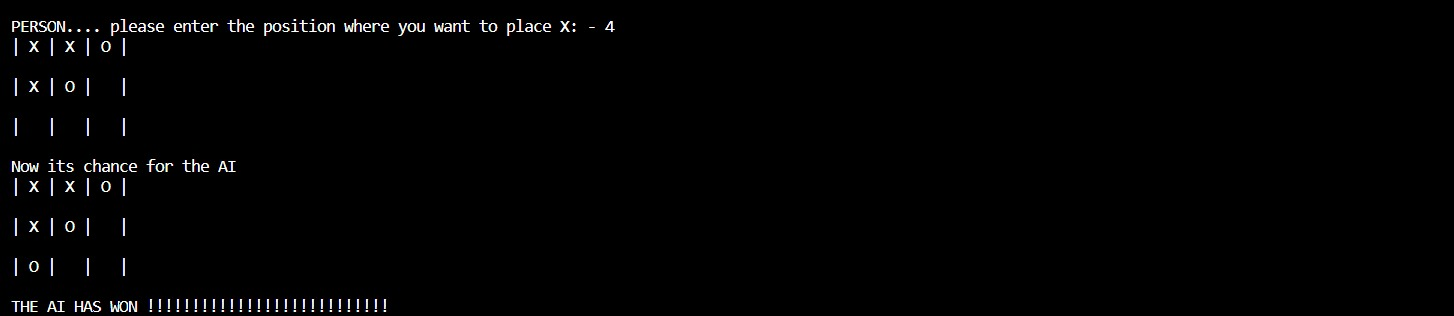 PERSON.... please enter the position where you want to place X: - 4
| X | X | O |
| X | O |   |
|   |   |   |
Now its chance for the AI
| X | X | O |
| X | O |   |
| O |   |   |
THE AI HAS WON !!!!!!!!!!!!!!!!!!!!!!!!!!!